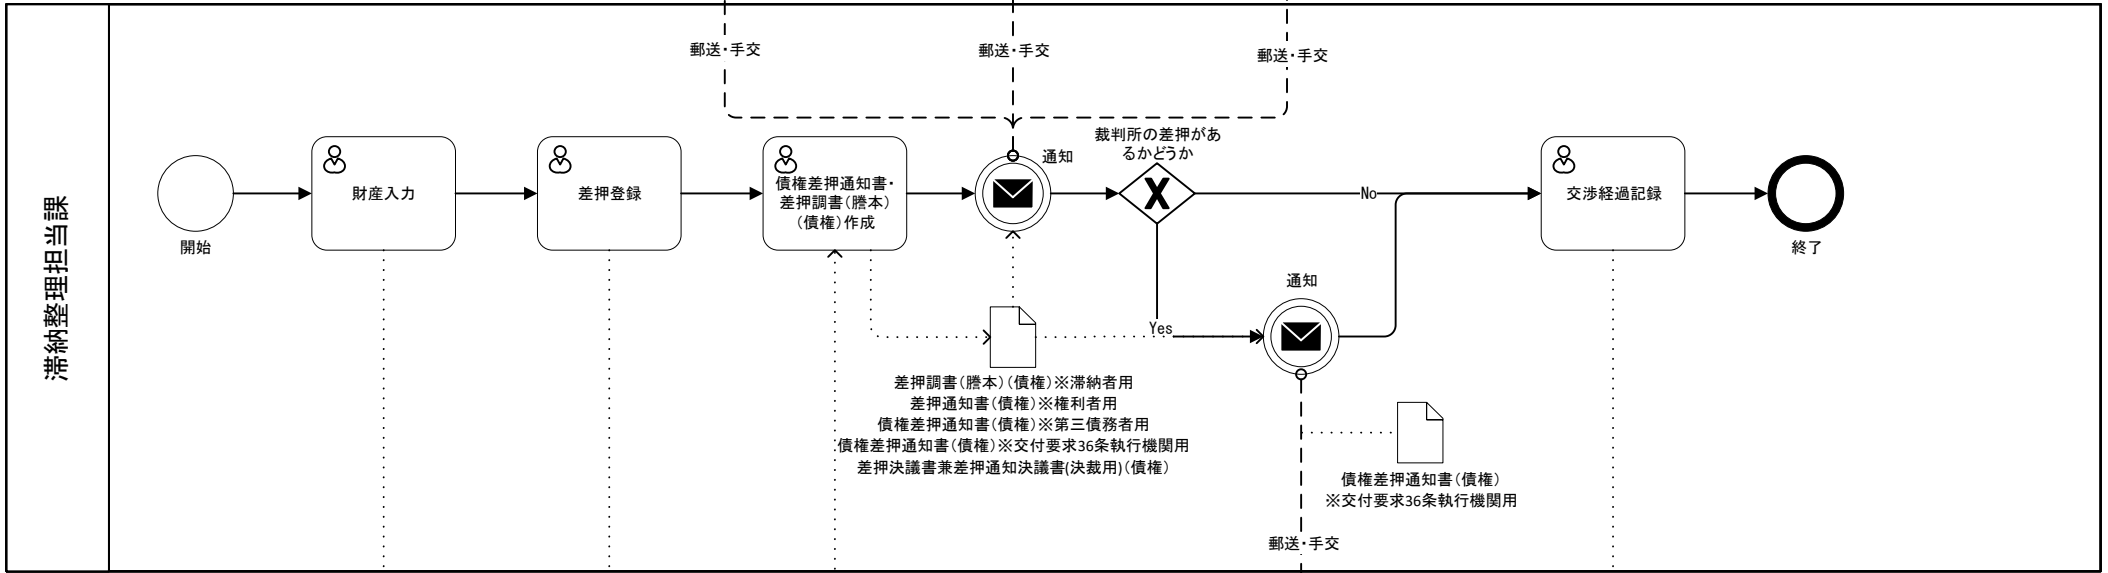 滞納整理担当課
郵送・手交
郵送・手交
郵送・手交
開始
財産入力
差押登録
債権差押通知書・
差押調書（謄本）
（債権）作成
通知
裁判所の差押があ
るかどうか
No
Yes
通知
交渉経過記録
終了
差押調書（謄本）（債権）※滞納者用
差押通知書（債権）※権利者用
債権差押通知書（債権）※第三債務者用
債権差押通知書（債権）※交付要求36条執行機関用
差押決議書兼差押通知決議書(決裁用)（債権）
債権差押通知書（債権）
※交付要求36条執行機関用
郵送・手交